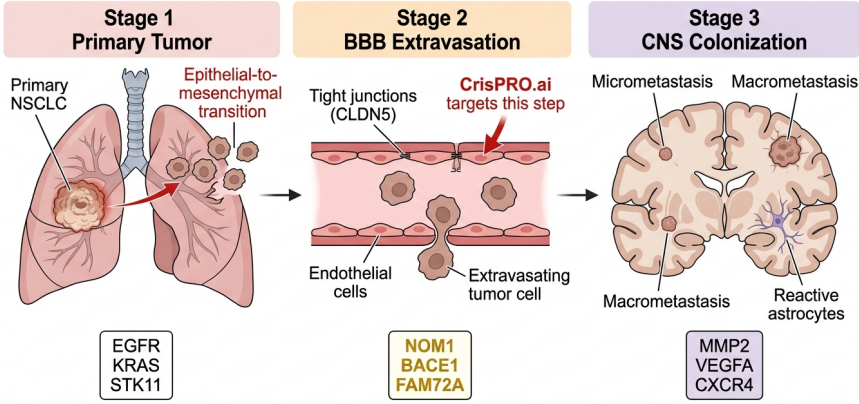 Stage 1
Primary Tumor
Stage 2
BBB Extravasation
Stage 3
CNS Colonization
Primary
NSCLC
Epithelial-to-
mesenchymal
transition
Tight junctions
(CLDN5)
CrisPRO.ai
targets this step
Endothelial
cells
Extravasating
tumor cell
Micrometastasis
Macrometastasis
Macrometastasis
Reactive
astrocytes
EGFR
KRAS
STK11
NOM1
BACE1
FAM72A
MMP2
VEGFA
CXCR4